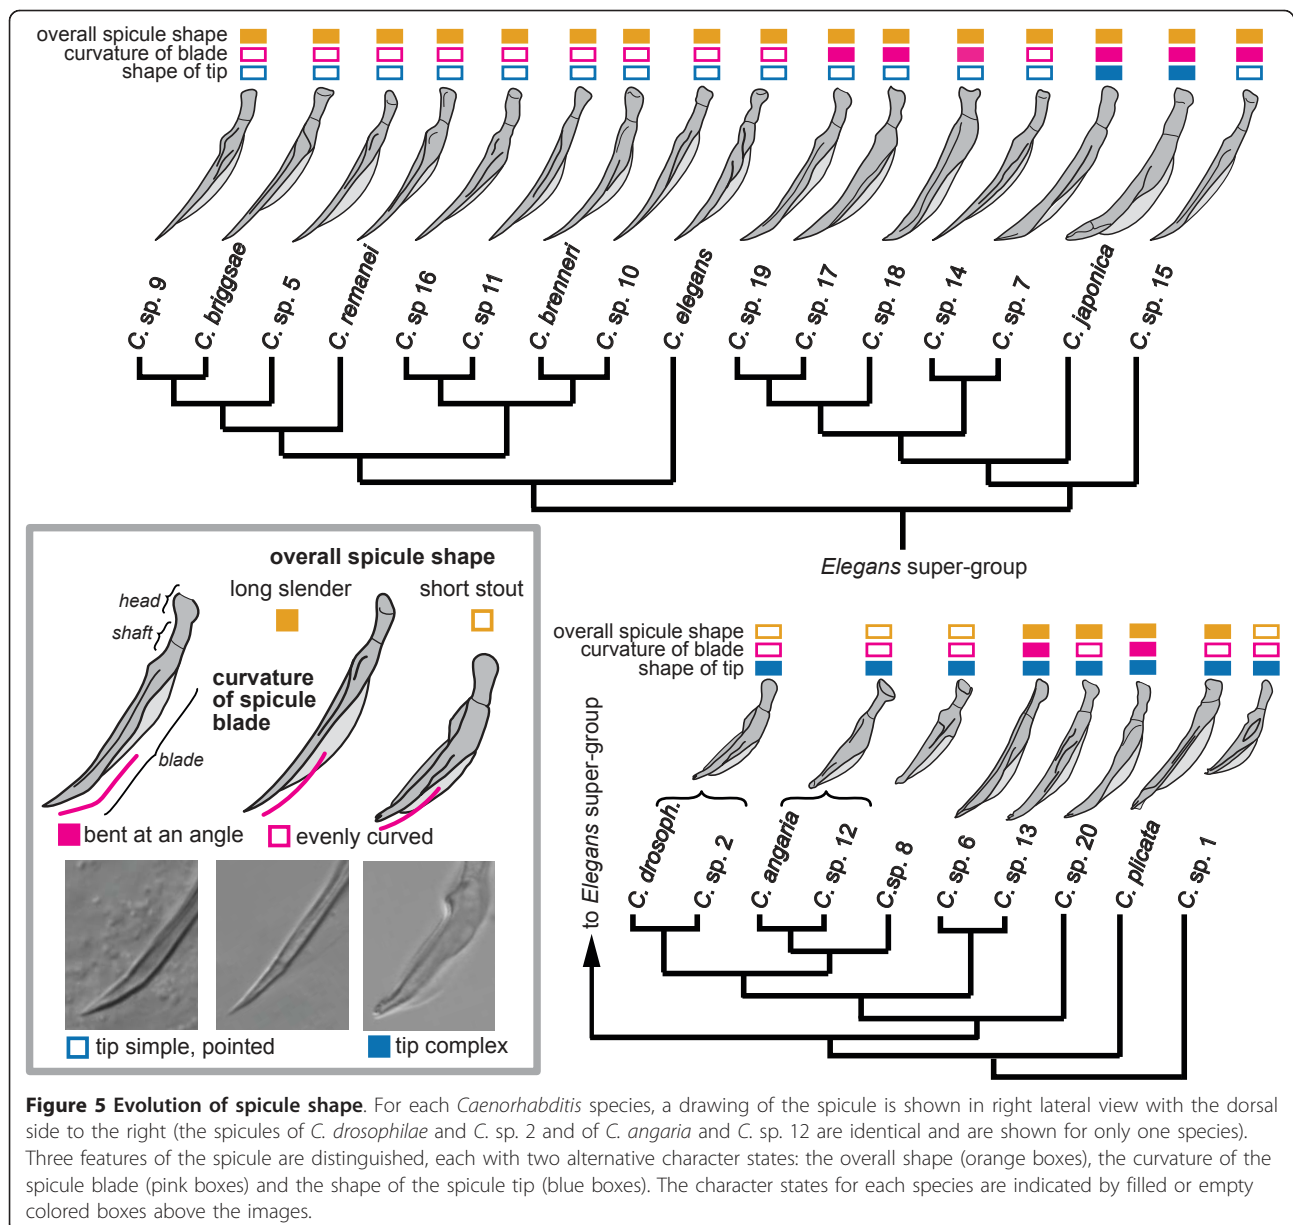 overall spicule shape
curvature of blade
shape of tip
C. sp. 9
C. briggsae
C. sp. 5
C. remanei
C. sp 16
C. sp 11
C. brenneri
C. sp. 10
C. elegans
C. sp. 19
C. sp. 17
C. sp. 18
C. sp. 14
C. sp. 7
C. japonica
C. sp. 15
Elegans super-group
overall spicule shape
long slender
short stout
head
shaft
curvature
of spicule
blade
blade
bent at an angle
evenly curved
tip simple, pointed
tip complex
overall spicule shape
curvature of blade
shape of tip
to Elegans super-group
C. drosoph.
C. sp. 2
C. angaria
C. sp. 12
C.sp. 8
C. sp. 6
C. sp. 13
C. sp. 20
C. plicata
C. sp. 1
Figure 5 Evolution of spicule shape. For each Caenorhabditis species, a drawing of the spicule is shown in right lateral view with the dorsal
side to the right (the spicules of C. drosophilae and C. sp. 2 and of C. angaria and C. sp. 12 are identical and are shown for only one species).
Three features of the spicule are distinguished, each with two alternative character states: the overall shape (orange boxes), the curvature of the
spicule blade (pink boxes) and the shape of the spicule tip (blue boxes). The character states for each species are indicated by filled or empty
colored boxes above the images.